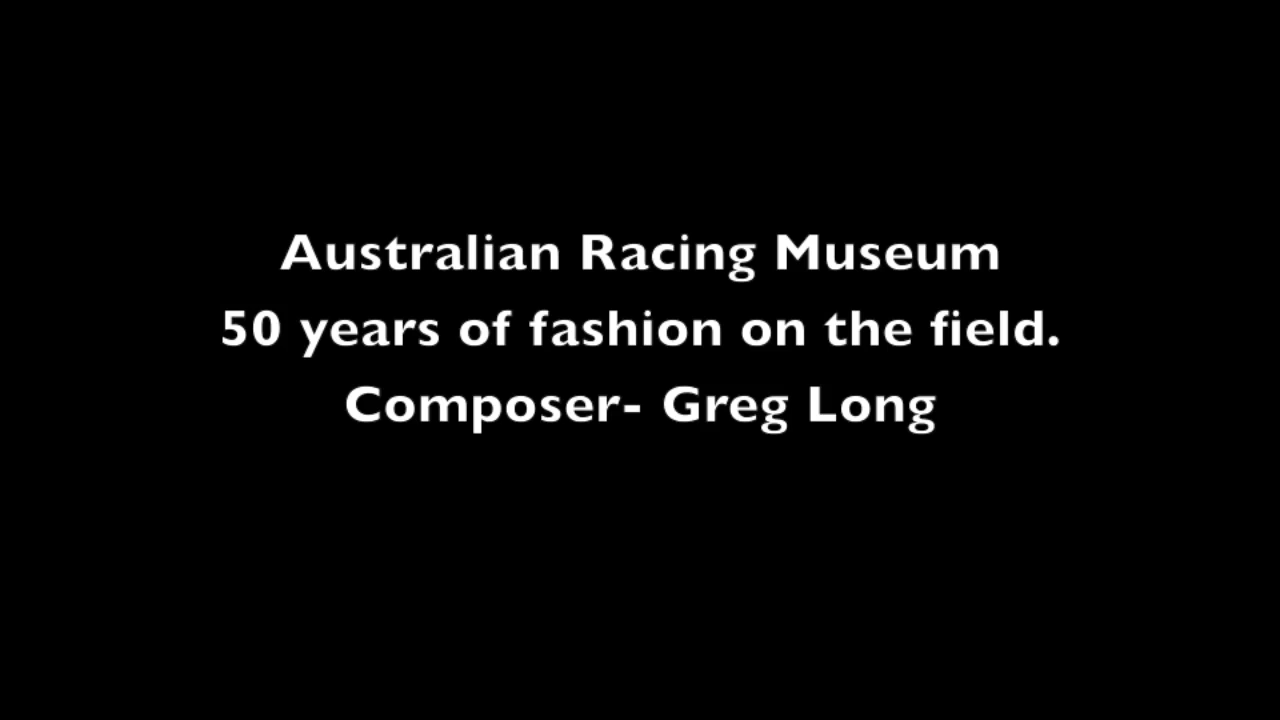 Australian Racing Museum
50 years of fashion on the field.
Composer- Greg Long